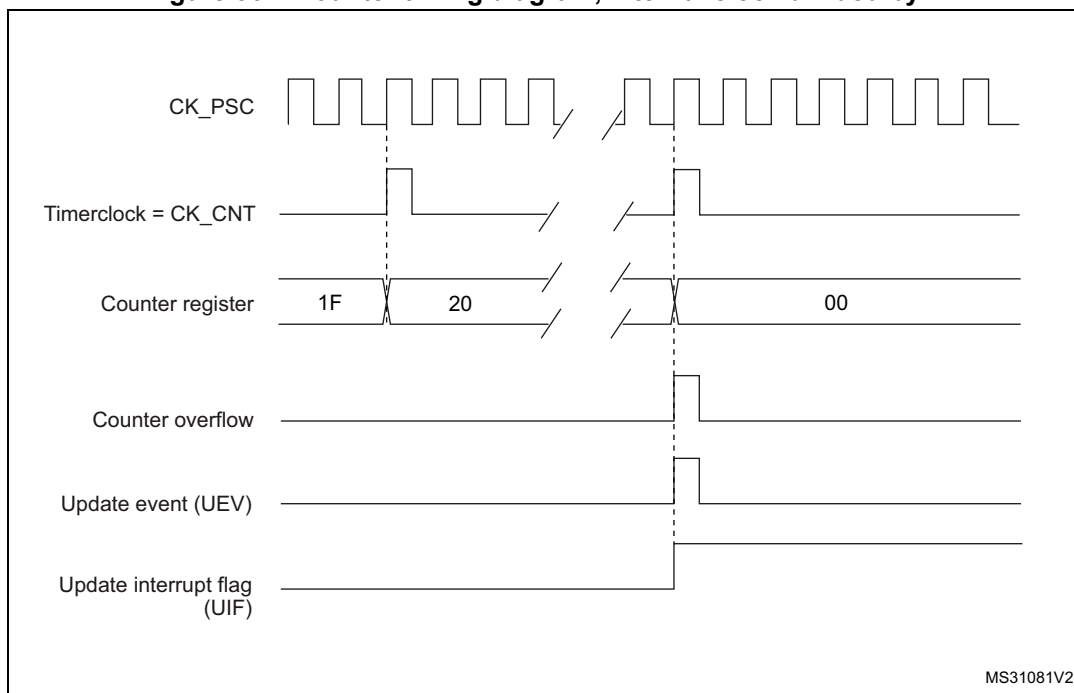 CK_PSC
Timerclock = CK_CNT
Counter register
1F
20
00
Counter overflow
Update event (UEV)
Update interrupt flag
(UIF)
MS31081V2